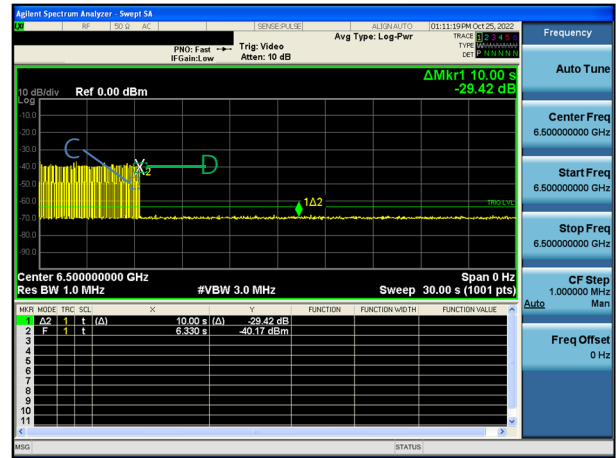 Agilent Spectrum Analyzer - Swept SA
LXI RF 50 Ω AC SENSE:PULSE ALIGN AUTO 01:11:19 PM Oct 25, 2022
Avg Type: Log-Pwr TRACE 1 2 3 4 5 6
PNO: Fast Trig: Video TYPE
IFGain:Low Atten: 10 dB DET P N N N N N
ΔMkr1 10.00 s
10 dB/div Ref 0.00 dBm -29.42 dB
Log
-10.0
-20.0
-30.0
C
-40.0
X2 D
-50.0
-60.0
1Δ2 TRIG LVL
-70.0
-80.0
-90.0
Center 6.500000000 GHz Span 0 Hz
Res BW 1.0 MHz #VBW 3.0 MHz Sweep 30.00 s (1001 pts)
MKR MODE TRC SCL X Y FUNCTION FUNCTION WIDTH FUNCTION VALUE
1 Δ2 1 t (Δ) 10.00 s (Δ) -29.42 dB
2 F 1 t 6.330 s -40.17 dBm
3
4
5
6
7
8
9
10
11
MSG STATUS
Frequency
Auto Tune
Center Freq
6.500000000 GHz
Start Freq
6.500000000 GHz
Stop Freq
6.500000000 GHz
CF Step
1.000000 MHz
Auto Man
Freq Offset
0 Hz